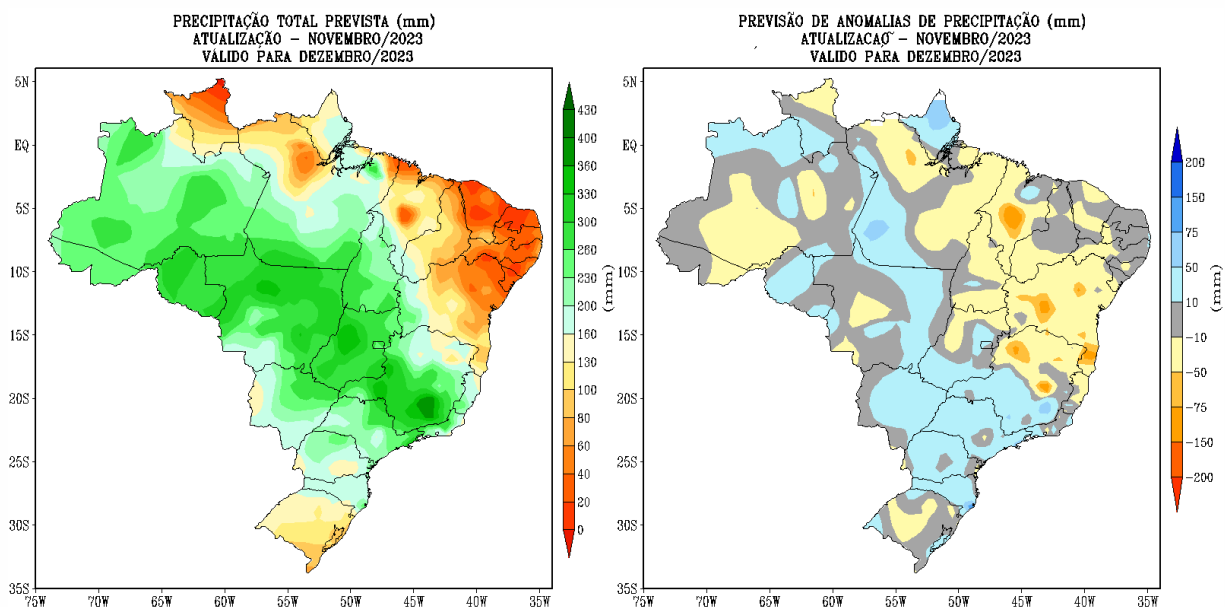 PRECIPITAÇÃO TOTAL PREVISTA (mm)
ATUALIZAÇÃO – NOVEMBRO/2023
VÁLIDO PARA DEZEMBRO/2023
5N
EQ
5S
10S
15S
20S
25S
30S
35S
75W 70W 65W 60W 55W 50W 45W 40W 35W
430
400
360
330
300
260
230
200
160
130
100
80
60
40
20
0
(mm)
PREVISÃO DE ANOMALIAS DE PRECIPITAÇÃO (mm)
ATUALIZACAO – NOVEMBRO/2023
VALIDO PARA DEZEMBRO/2023
5N
EQ
5S
10S
15S
20S
25S
30S
35S
75W 70W 65W 60W 55W 50W 45W 40W 35W
200
150
75
50
10
-10
-50
-75
-150
-200
(mm)